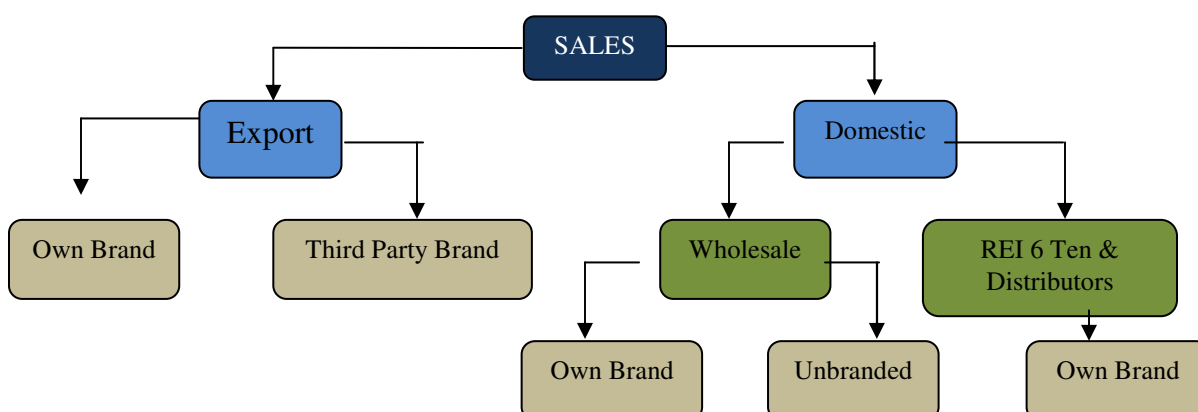 SALES
Export
Domestic
Own Brand
Third Party Brand
Wholesale
REI 6 Ten &
Distributors
Own Brand
Unbranded
Own Brand